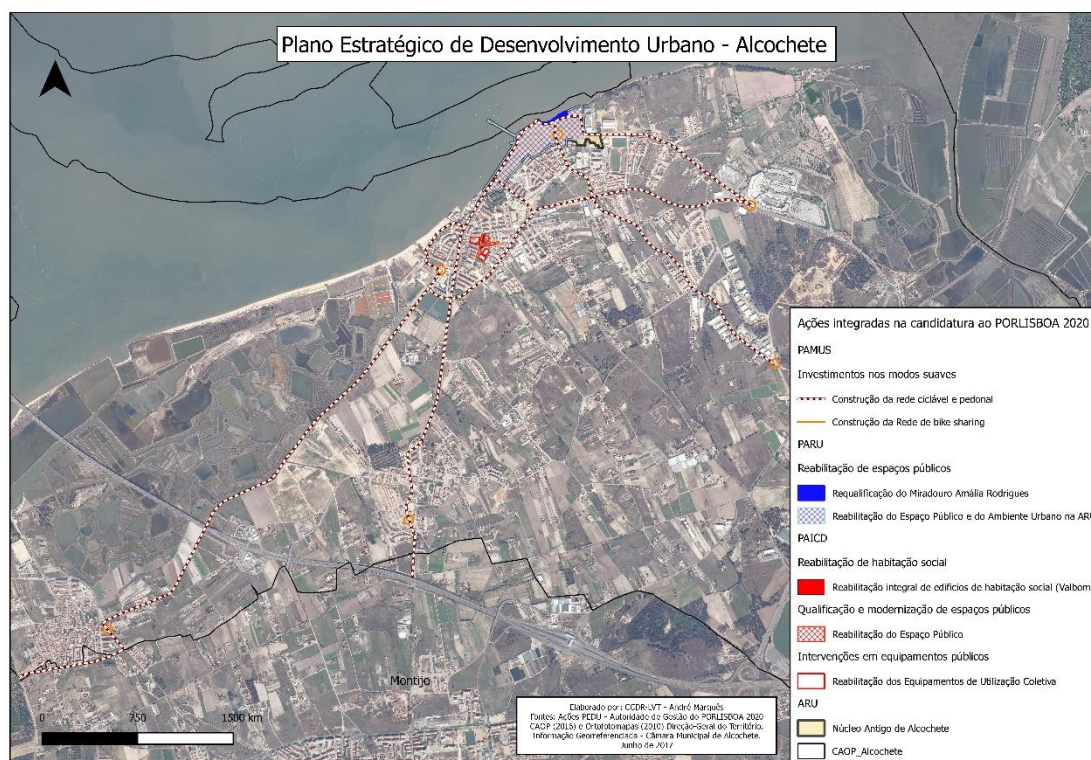 Plano Estratégico de Desenvolvimento Urbano - Alcochete
Ações integradas na candidatura ao PORLISBOA 2020
PAMUS
Investimentos nos modos suaves
Construção da rede ciclável e pedonal
Construção da Rede de bike sharing
PARU
Reabilitação de espaços públicos
Requalificação do Miradouro Amália Rodrigues
Reabilitação do Espaço Público e do Ambiente Urbano na ARU
PAICD
Reabilitação de habitação social
Reabilitação integral de edifícios de habitação social (Valbom
Qualificação e modernização de espaços públicos
Reabilitação do Espaço Público
Intervenções em equipamentos públicos
Reabilitação dos Equipamentos de Utilização Coletiva
ARU
Núcleo Antigo de Alcochete
CAOP_Alcochete
Montijo
0 750 1500 km
Elaborado por: CCDR-LVT - André Marquês
Fontes: Ações PEDU - Autoridade de Gestão do PORLISBOA 2020
CAOP (2016) e Ortofotomapas (2010) Direção-Geral do Território.
Informação Georreferenciada - Câmara Municipal de Alcochete.
Junho de 2017